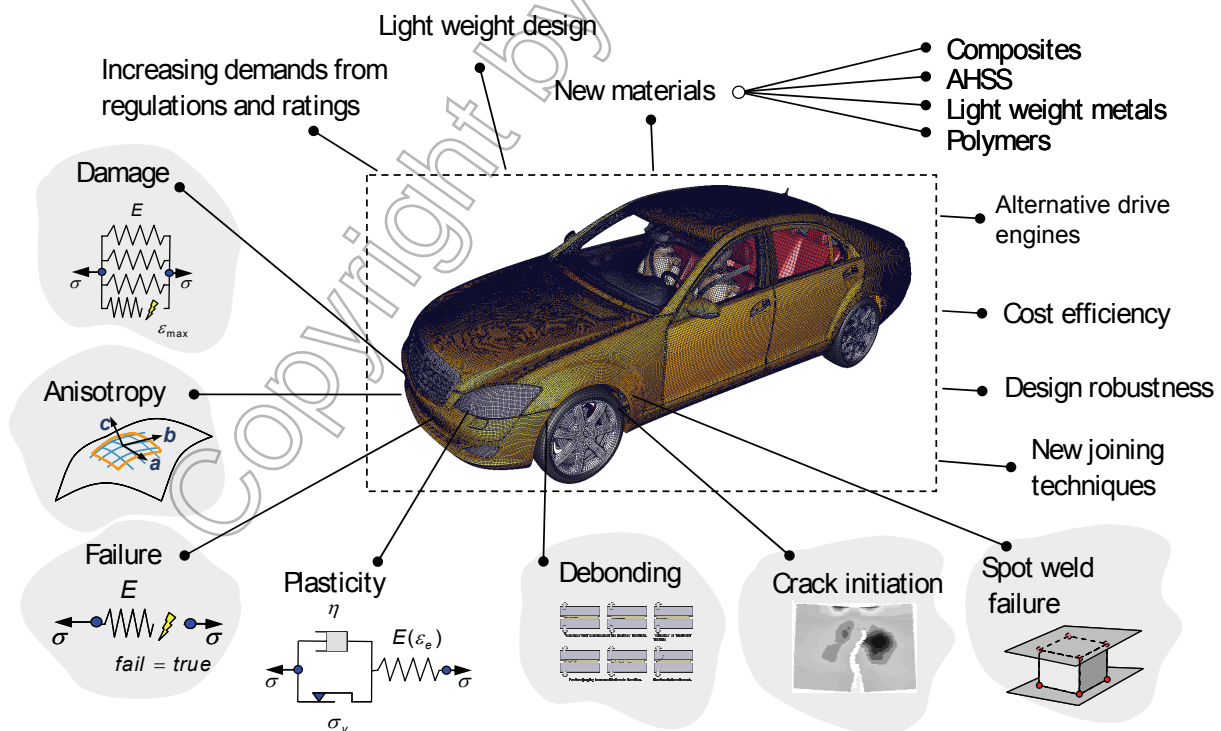 Light weight design
Increasing demands from
regulations and ratings
New materials
Composites
AHSS
Light weight metals
Polymers
Damage
E
σ
σ
ε_max
Alternative drive
engines
Cost efficiency
Design robustness
New joining
techniques
Anisotropy
c
b
a
Failure
E
σ
σ
fail = true
Plasticity
η
E(ε_e)
σ
σ
σ_y
Debonding
Crack initiation
Spot weld
failure
Copyright by